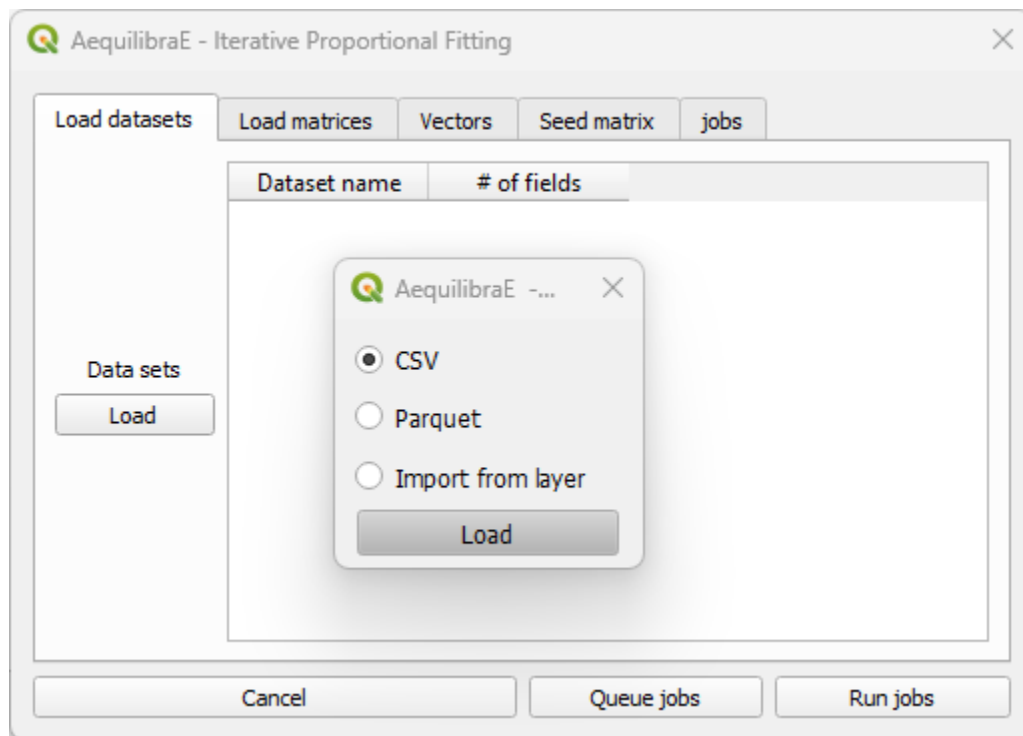 AequilibraE - Iterative Proportional Fitting
Load datasets Load matrices Vectors Seed matrix jobs
Dataset name # of fields
AequilibraE -...
CSV
Parquet
Import from layer
Load
Data sets
Load
Cancel Queue jobs Run jobs